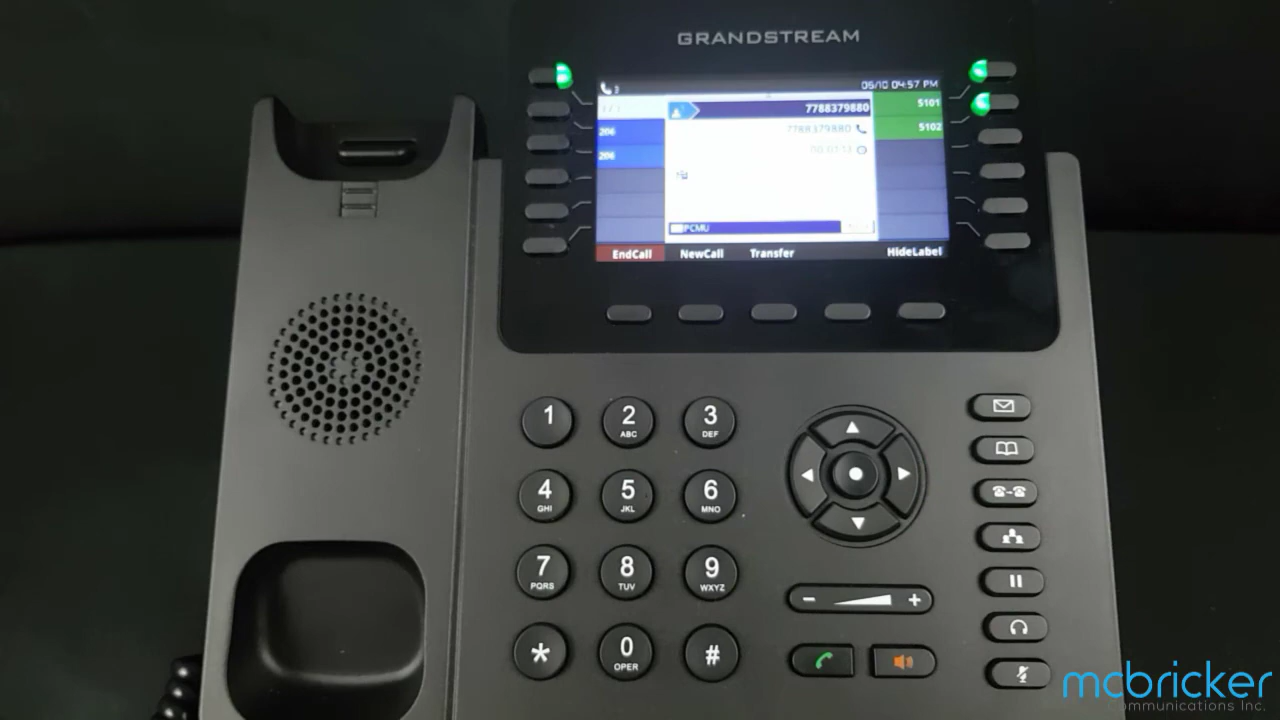 GRANDSTREAM
3
05/10 04:57 PM
7788379880
5101
206
7788379880
5102
206
PCMU
EndCall NewCall Transfer HideLabel
1 2 3
ABC DEF
4 5 6
GHI JKL MNO
7 8 9
PQRS TUV WXYZ
* 0 #
OPER
- +
mcbricker
Communications Inc.